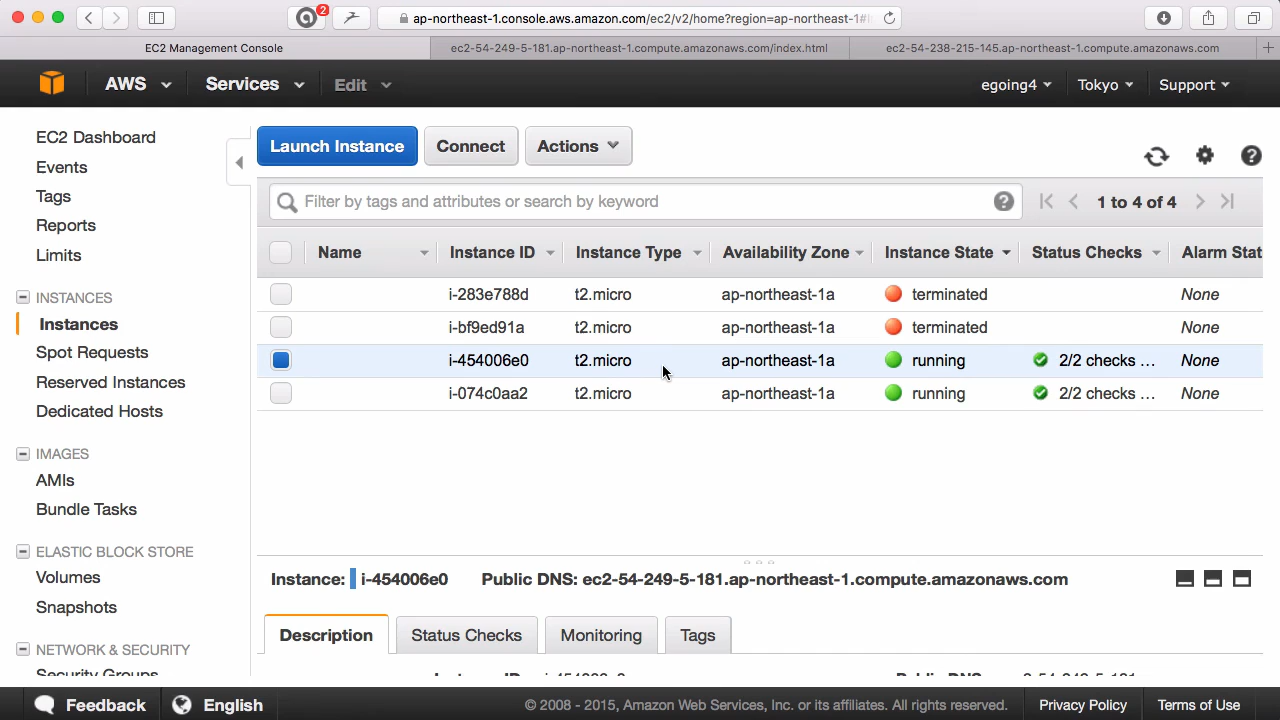 2
ap-northeast-1.console.aws.amazon.com/ec2/v2/home?region=ap-northeast-1#
EC2 Management Console
ec2-54-249-5-181.ap-northeast-1.compute.amazonaws.com/index.html
ec2-54-238-215-145.ap-northeast-1.compute.amazonaws.com
AWS Services Edit egoing4 Tokyo Support
EC2 Dashboard
Events
Tags
Reports
Limits
INSTANCES
Instances
Spot Requests
Reserved Instances
Dedicated Hosts
IMAGES
AMIs
Bundle Tasks
ELASTIC BLOCK STORE
Volumes
Snapshots
NETWORK & SECURITY
Security Groups
Launch Instance Connect Actions
Filter by tags and attributes or search by keyword
1 to 4 of 4
Name Instance ID Instance Type Availability Zone Instance State Status Checks Alarm Stat
i-283e788d t2.micro ap-northeast-1a terminated None
i-bf9ed91a t2.micro ap-northeast-1a terminated None
i-454006e0 t2.micro ap-northeast-1a running 2/2 checks ... None
i-074c0aa2 t2.micro ap-northeast-1a running 2/2 checks ... None
Instance: i-454006e0 Public DNS: ec2-54-249-5-181.ap-northeast-1.compute.amazonaws.com
Description Status Checks Monitoring Tags
Instance ID i-454006e0 Public DNS
Feedback English © 2008 - 2015, Amazon Web Services, Inc. or its affiliates. All rights reserved. Privacy Policy Terms of Use